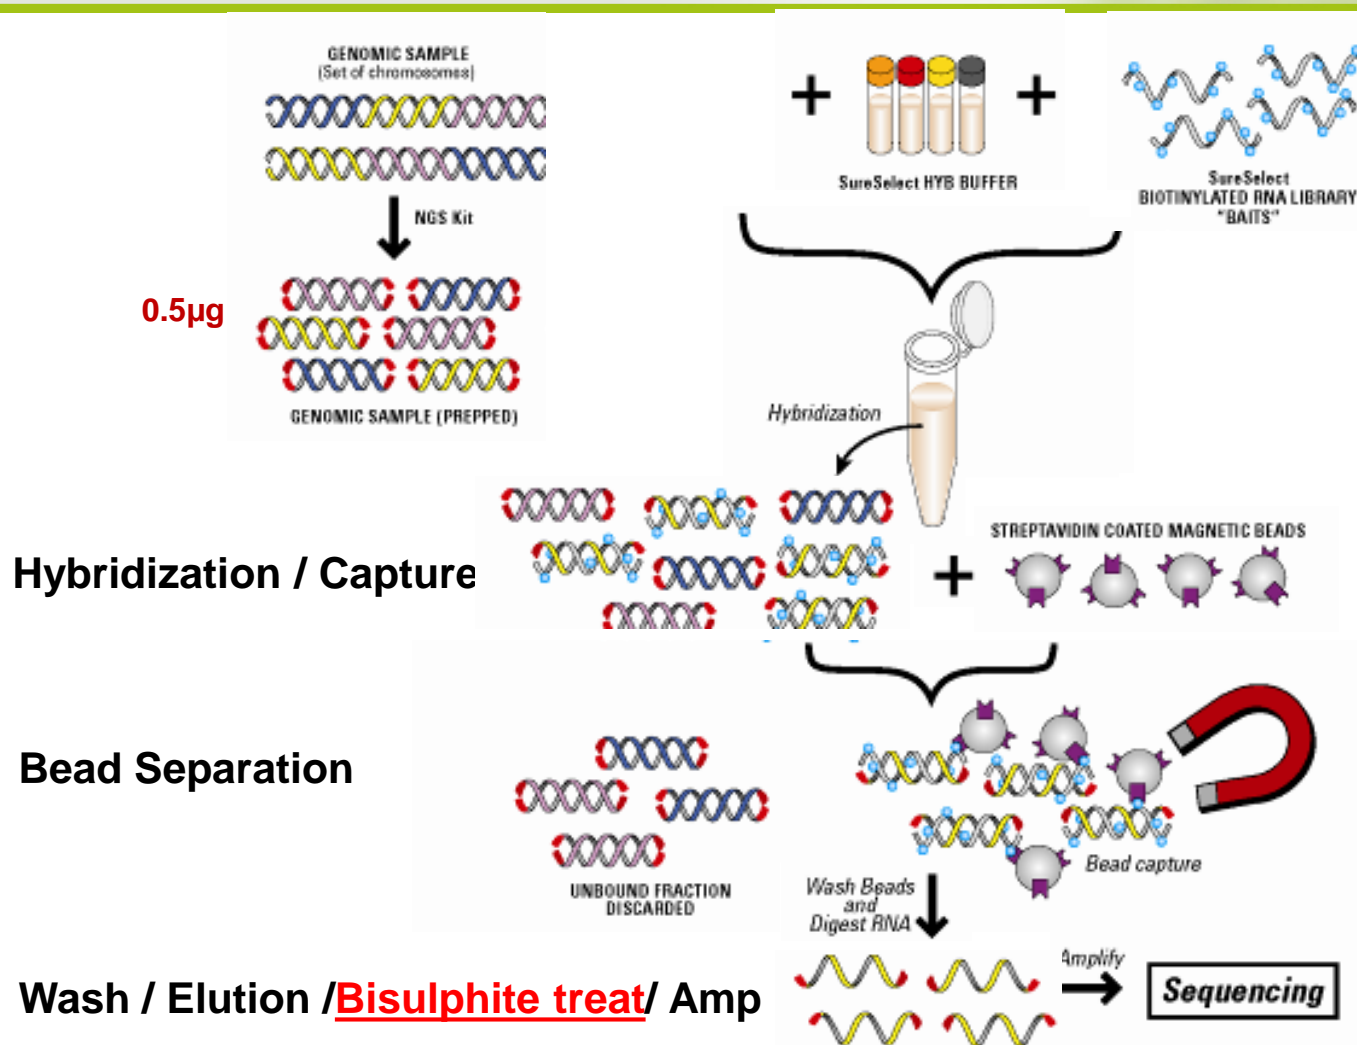 GENOMIC SAMPLE
(Set of chromosomes)
NGS Kit
0.5µg
GENOMIC SAMPLE (PREPPED)
+
+
SureSelect HYB BUFFER
SureSelect
BIOTINYLATED RNA LIBRARY
"BAITS"
Hybridization
Hybridization / Capture
+
STREPTAVIDIN COATED MAGNETIC BEADS
Bead Separation
UNBOUND FRACTION
DISCARDED
Bead capture
Wash Beads
and
Digest RNA
Wash / Elution /Bisulphite treat/ Amp
Amplify
Sequencing